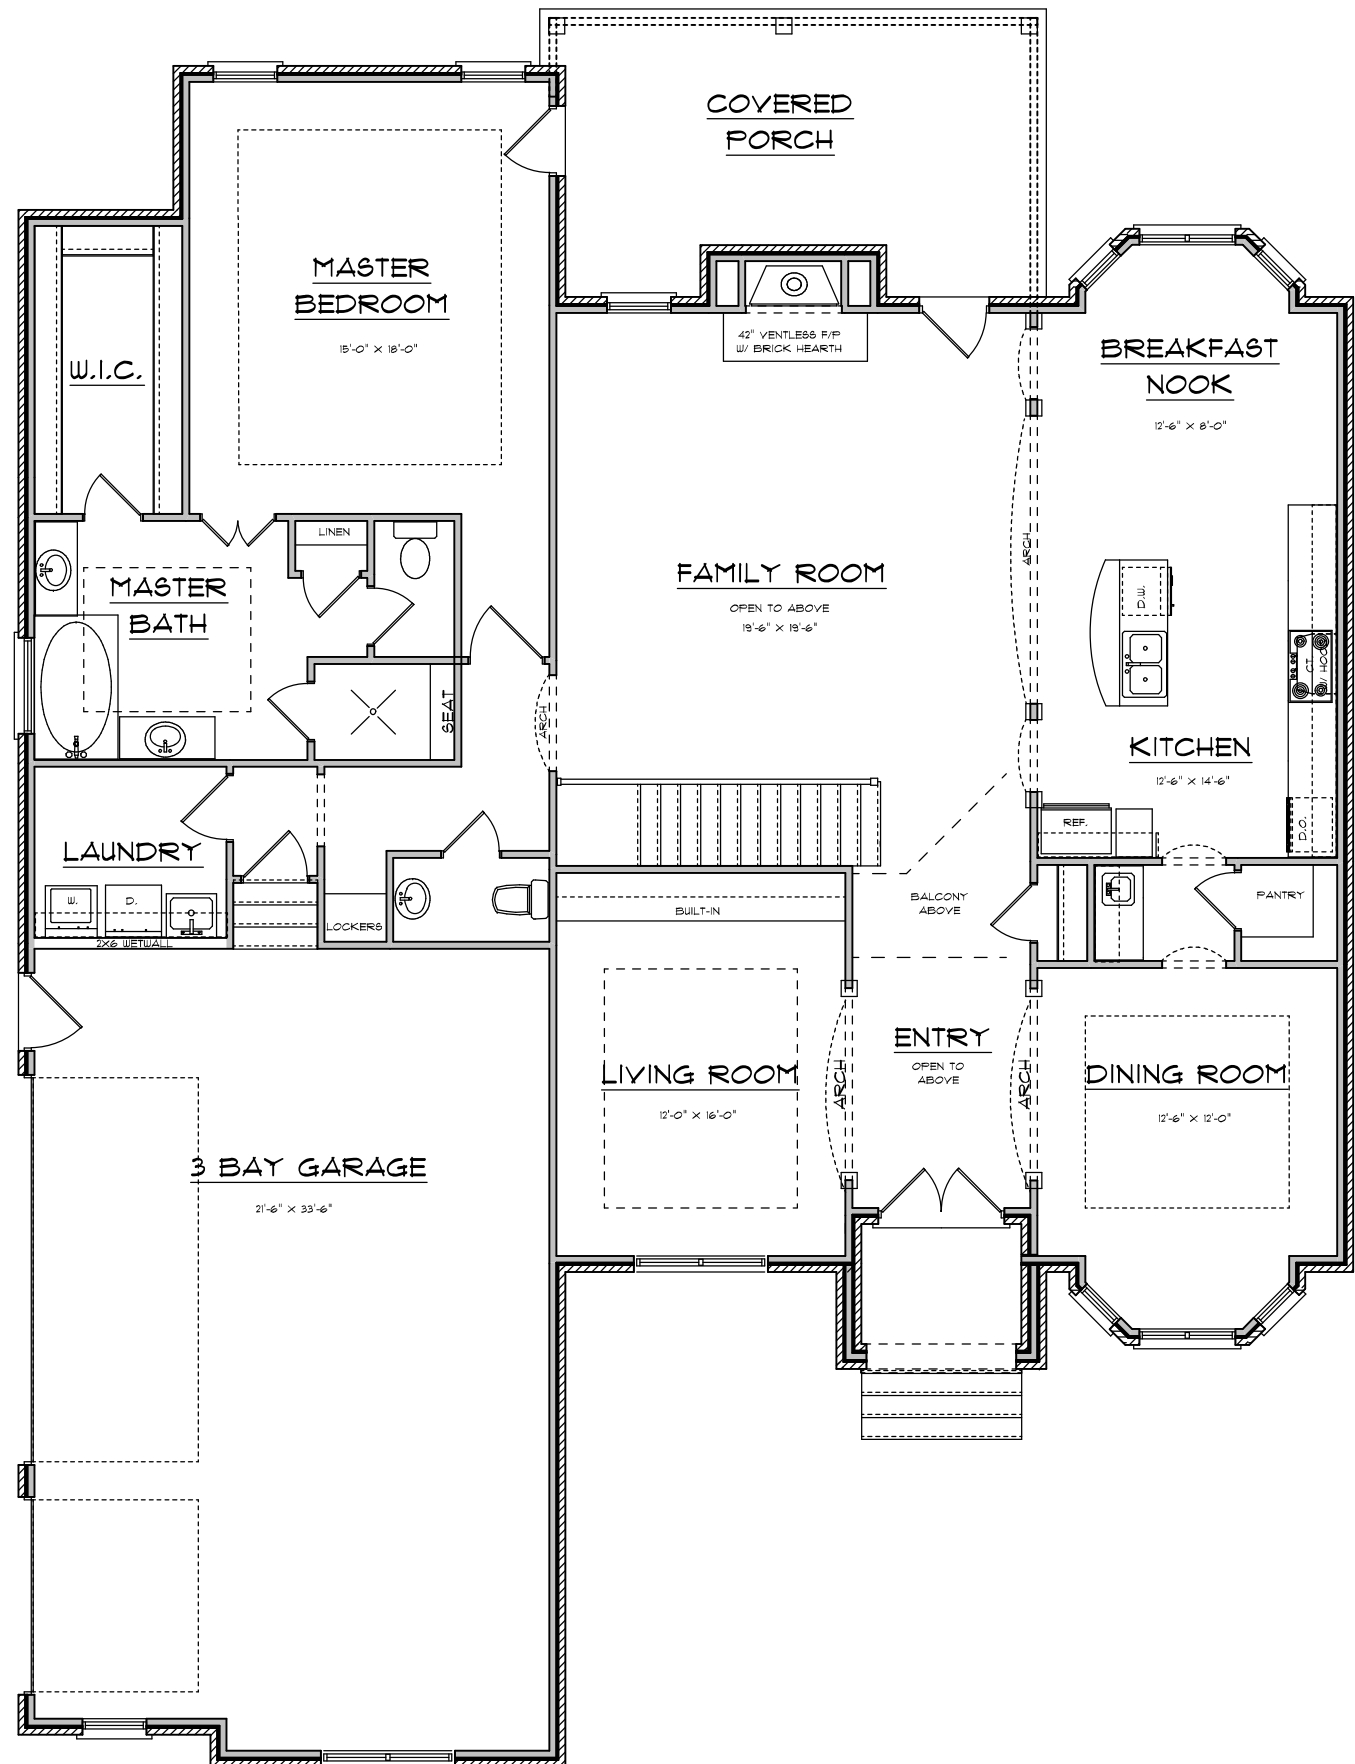 COVERED
PORCH
MASTER
BEDROOM
15'-0" X 18'-0"
W.I.C.
42" VENTLESS F/P
W/ BRICK HEARTH
BREAKFAST
NOOK
12'-6" X 8'-0"
LINEN
MASTER
BATH
SEAT
ARCH
FAMILY ROOM
OPEN TO ABOVE
19'-6" X 19'-6"
ARCH
D.W.
C.T.
W/ HOOD
KITCHEN
12'-6" X 14'-6"
REF.
D.O.
LAUNDRY
W.
D.
2X6 WETWALL
LOCKERS
BUILT-IN
BALCONY
ABOVE
PANTRY
LIVING ROOM
12'-0" X 16'-0"
ARCH
ENTRY
OPEN TO
ABOVE
ARCH
DINING ROOM
12'-6" X 12'-0"
3 BAY GARAGE
21'-6" X 33'-6"